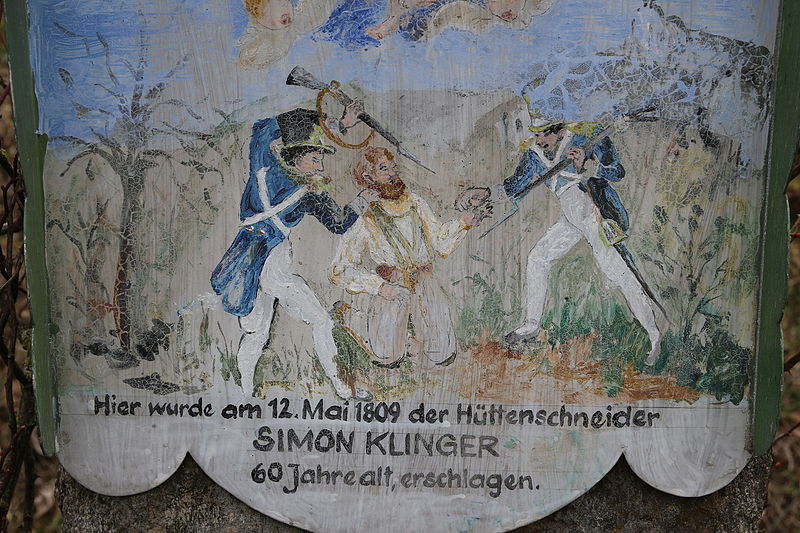 Hier wurde am 12. Mai 1809 der Hüttenschneider
SIMON KLINGER
60 Jahre alt, erschlagen.